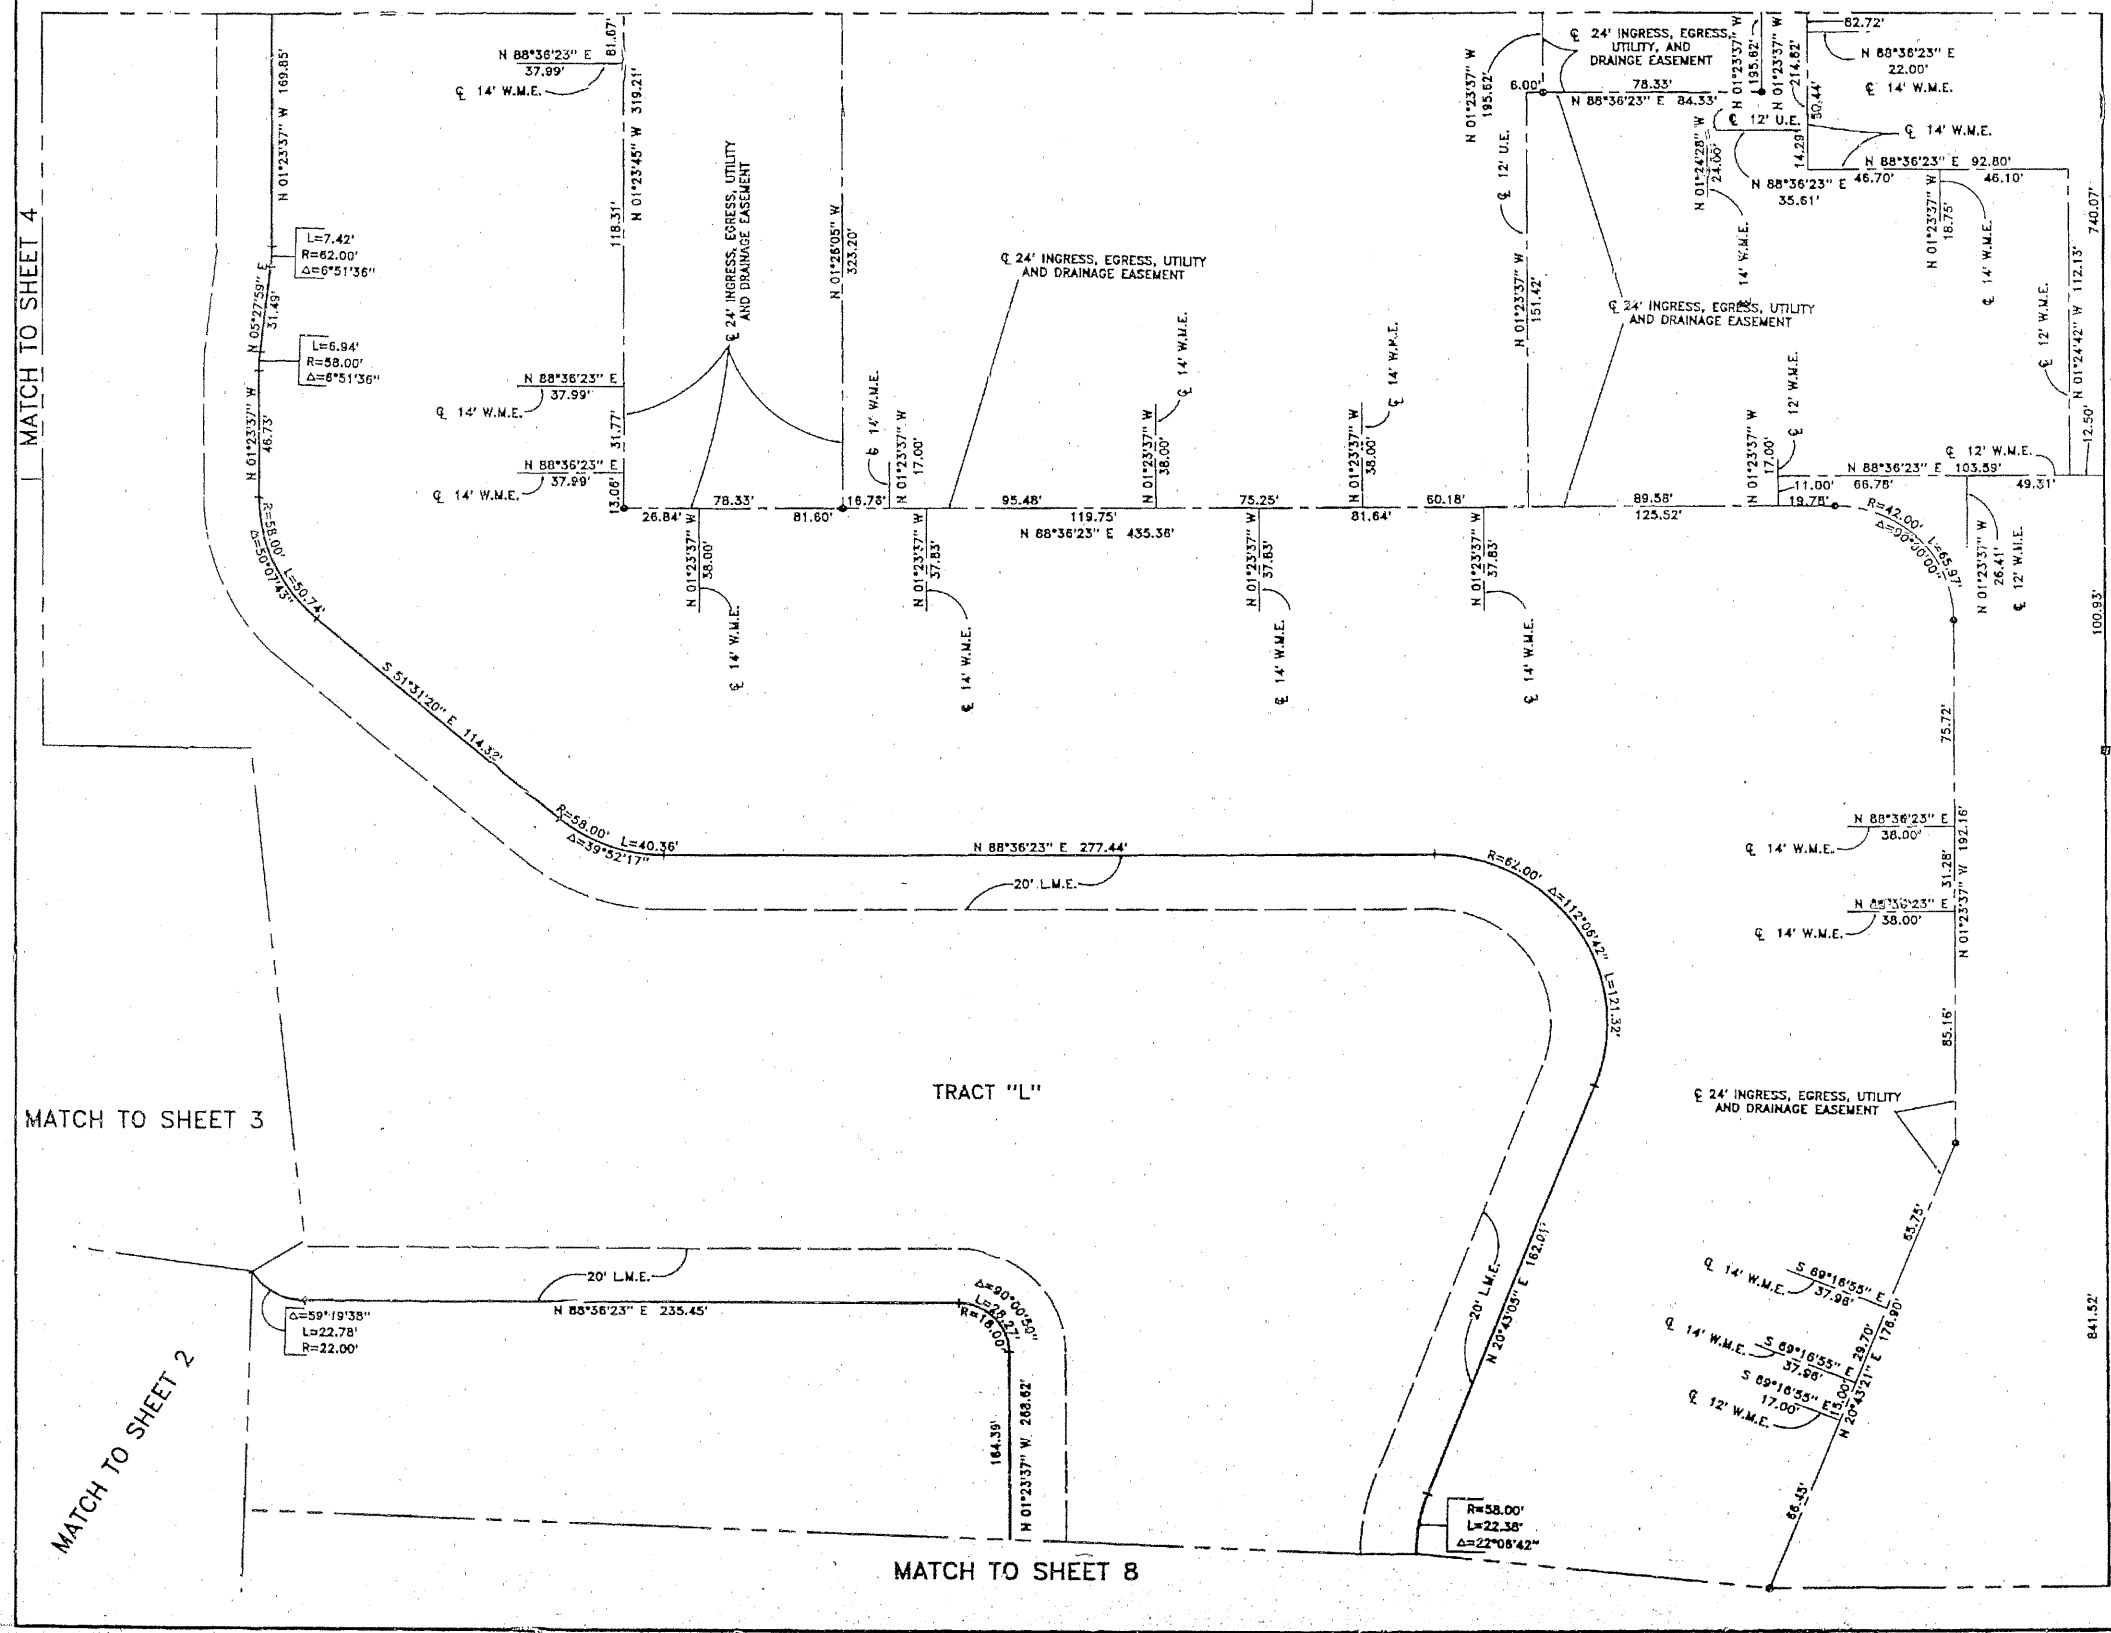 MATCH TO SHEET 4
N 01°23'37" W 169.85'
L=7.42'
R=62.00'
Δ=6°51'36"
N 05°27'59" E
31.49'
L=6.94'
R=58.00'
Δ=6°51'36"
N 01°23'37" W
46.73'
R=58.00' L=50.74'
Δ=50°07'43"
S 51°31'20" E 114.32'
R=58.00' L=40.36'
Δ=39°52'17"
N 88°36'23" E 277.44'
20' L.M.E.
R=62.00' Δ=112°06'42" L=121.32'
N 20°43'05" E 162.01'
20' L.M.E.
R=58.00'
L=22.38'
Δ=22°06'42"
N 88°36'23" E
37.99'
℄ 14' W.M.E.
81.67'
N 01°23'45" W 319.21'
118.31'
N 88°36'23" E
37.99'
℄ 14' W.M.E.
31.77'
N 88°36'23" E
37.99'
℄ 14' W.M.E.
13.06'
℄ 24' INGRESS, EGRESS, UTILITY
AND DRAINAGE EASEMENT
N 01°26'05" W
323.20'
26.84'
78.33'
81.60'
16.78'
95.48'
119.75'
N 88°36'23" E 435.36'
75.25'
81.64'
60.18'
89.58'
125.52'
19.78'
11.00'
℄ 14' W.M.E.
N 01°23'37" W
17.00'
℄ 24' INGRESS, EGRESS, UTILITY
AND DRAINAGE EASEMENT
℄ 14' W.M.E.
N 01°23'37" W
38.00'
℄ 14' W.M.E.
N 01°23'37" W
38.00'
N 01°23'37" W
38.00'
℄ 14' W.M.E.
N 01°23'37" W
37.83'
℄ 14' W.M.E.
N 01°23'37" W
37.83'
℄ 14' W.M.E.
N 01°23'37" W
37.83'
℄ 14' W.M.E.
N 01°23'37" W
195.62'
℄ 24' INGRESS, EGRESS,
UTILITY, AND
DRAINGE EASEMENT
6.00'
78.33'
N 88°36'23" E 84.33'
N 01°23'37" W
195.62'
N 01°23'37" W
214.82'
82.72'
N 88°36'23" E
22.00'
℄ 14' W.M.E.
50.44'
℄ 12' U.E.
℄ 14' W.M.E.
14.29'
N 88°36'23" E 92.80'
46.70'
46.10'
N 88°36'23" E
35.61'
N 01°24'28" W
24.00'
℄ 14' W.M.E.
℄ 12' U.E.
N 01°23'37" W
151.42'
℄ 24' INGRESS, EGRESS, UTILITY
AND DRAINAGE EASEMENT
N 01°23'37" W
18.75'
℄ 14' W.M.E.
740.07'
N 01°24'42" W 112.13'
℄ 12' W.M.E.
12.50'
℄ 12' W.M.E.
N 01°23'37" W
17.00'
℄ 12' W.M.E.
N 88°36'23" E 103.59'
66.78'
49.31'
R=42.00' L=65.97'
Δ=90°00'00"
N 01°23'37" W
26.41'
℄ 12' W.M.E.
100.93'
75.72'
N 88°36'23" E
38.00'
℄ 14' W.M.E.
31.28'
N 01°23'37" W 192.16'
N 88°36'23" E
38.00'
℄ 14' W.M.E.
85.16'
℄ 24' INGRESS, EGRESS, UTILITY
AND DRAINAGE EASEMENT
65.75'
S 69°16'55" E
37.96'
℄ 14' W.M.E.
29.70'
N 20°43'21" E 176.90'
S 69°16'55" E
37.96'
℄ 14' W.M.E.
15.00'
S 69°16'55" E
17.00'
℄ 12' W.M.E.
66.45'
841.52'
TRACT "L"
MATCH TO SHEET 3
20' L.M.E.
N 88°36'23" E 235.45'
Δ=59°19'38"
L=22.78'
R=22.00'
Δ=90°00'50"
L=28.27'
R=18.00'
164.39'
N 01°23'37" W 268.62'
MATCH TO SHEET 2
MATCH TO SHEET 8